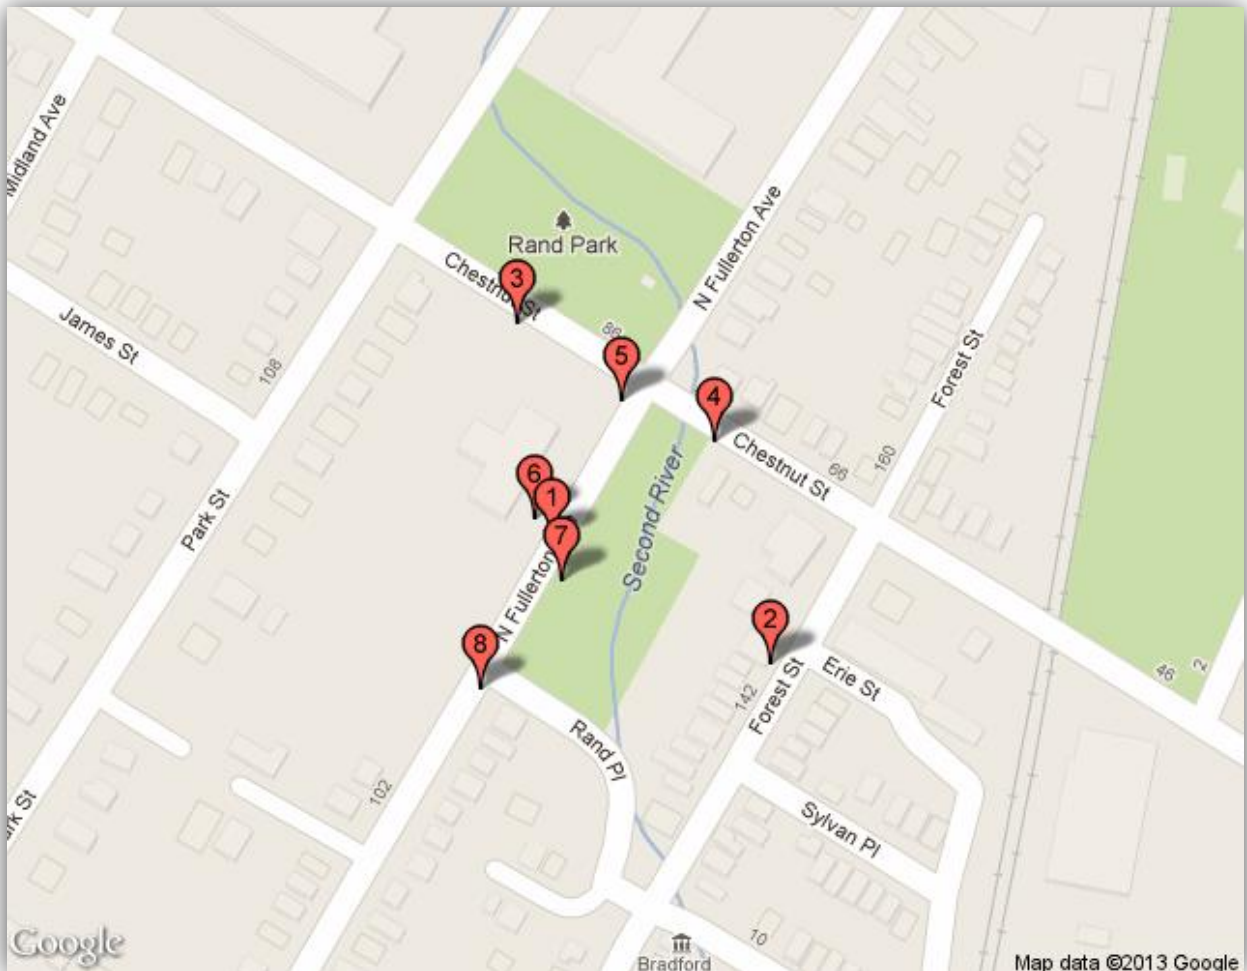 Midland Ave
Rand Park
N Fullerton Ave
Chestnut St
3
86
James St
5
108
4
Forest St
Chestnut St
66
160
6
1
Park St
Second River
7
N Fullerton
2
8
Erie St
46
2
142
Forest St
Rand Pl
102
Sylvan Pl
ark St
10
Google
Bradford
Map data ©2013 Google